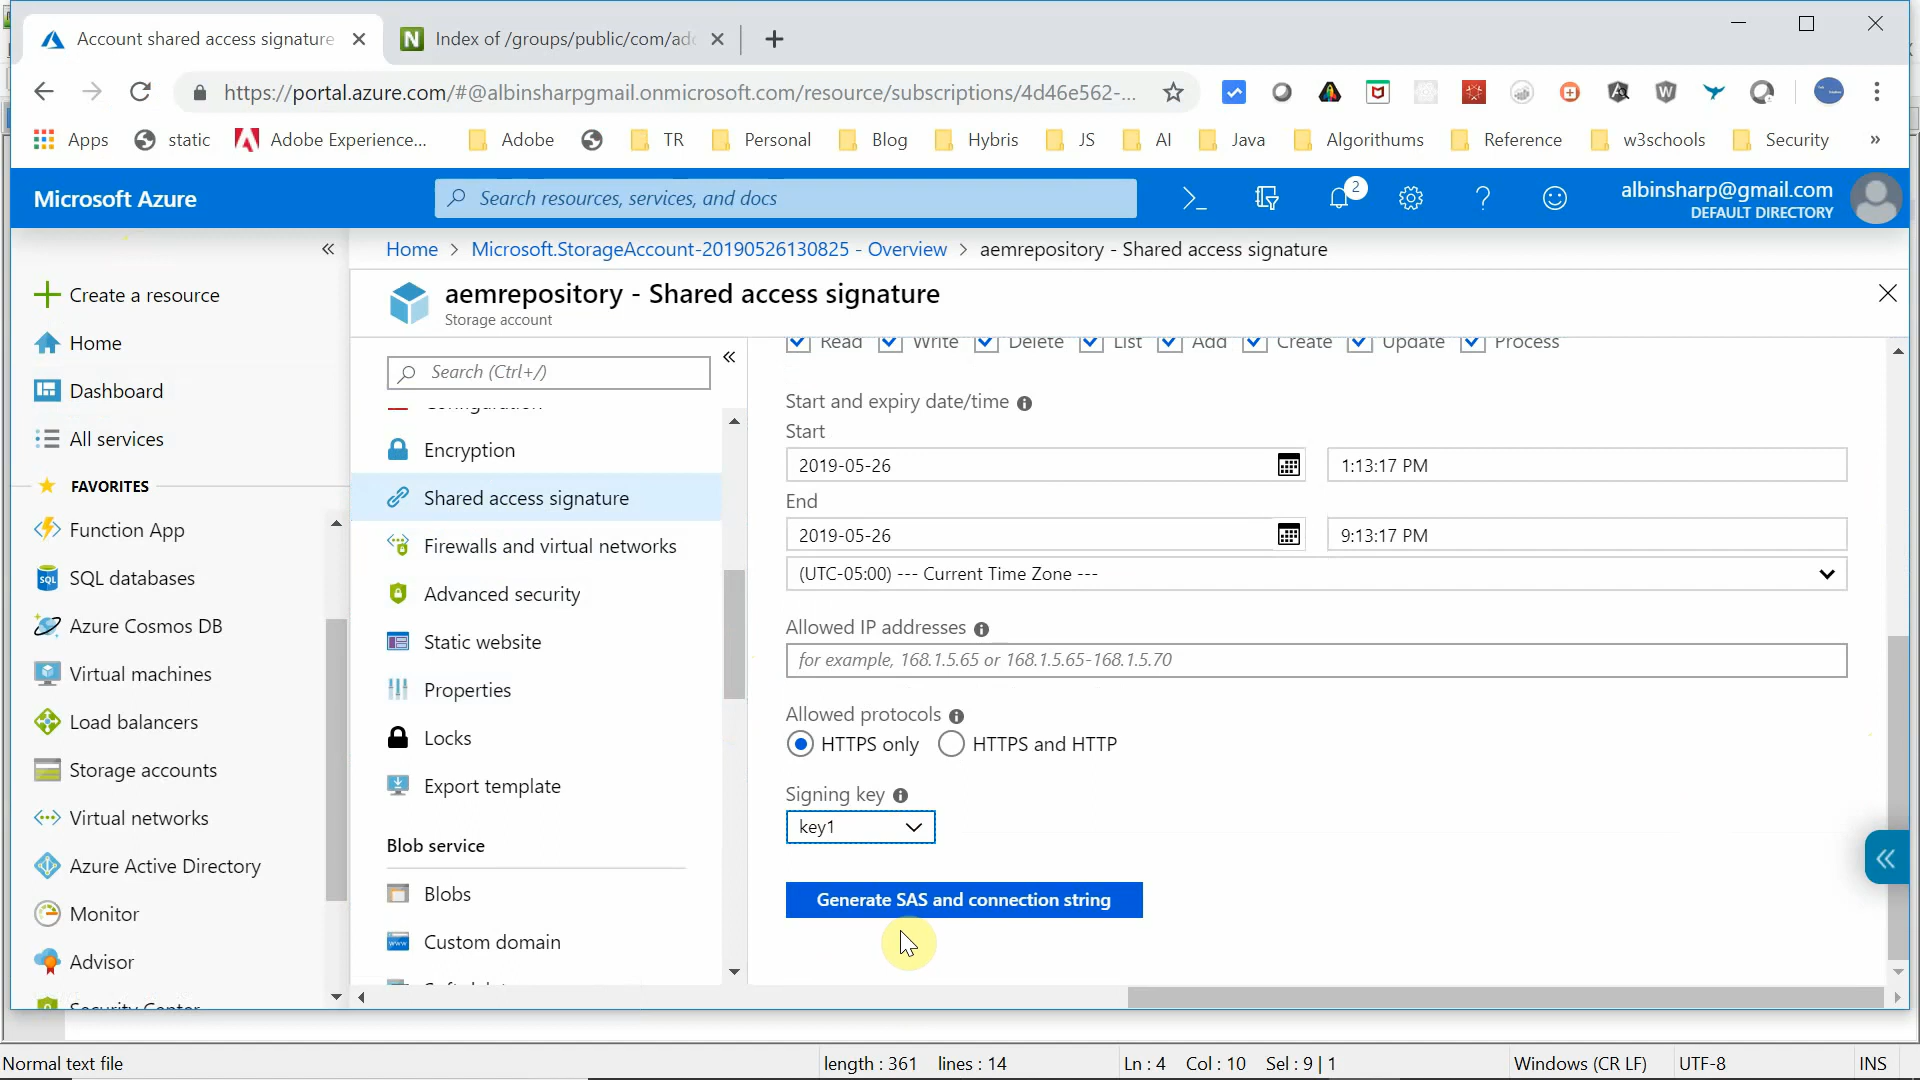 Account shared access signature
Index of /groups/public/com/ad
https://portal.azure.com/#@albinsharpgmail.onmicrosoft.com/resource/subscriptions/4d46e562-...
Apps
static
Adobe Experience...
Adobe
TR
Personal
Blog
Hybris
JS
AI
Java
Algorithums
Reference
w3schools
Security
»
Microsoft Azure
Search resources, services, and docs
2
albinsharp@gmail.com
DEFAULT DIRECTORY
Home > Microsoft.StorageAccount-20190526130825 - Overview > aemrepository - Shared access signature
Create a resource
Home
Dashboard
All services
FAVORITES
Function App
SQL databases
Azure Cosmos DB
Virtual machines
Load balancers
Storage accounts
Virtual networks
Azure Active Directory
Monitor
Advisor
Security Center
aemrepository - Shared access signature
Storage account
Search (Ctrl+/)
Configuration
Encryption
Shared access signature
Firewalls and virtual networks
Advanced security
Static website
Properties
Locks
Export template
Blob service
Blobs
Custom domain
Read Write Delete List Add Create Update Process
Start and expiry date/time
Start
2019-05-26 1:13:17 PM
End
2019-05-26 9:13:17 PM
(UTC-05:00) --- Current Time Zone ---
Allowed IP addresses
for example, 168.1.5.65 or 168.1.5.65-168.1.5.70
Allowed protocols
HTTPS only HTTPS and HTTP
Signing key
key1
Generate SAS and connection string
Normal text file length : 361 lines : 14 Ln : 4 Col : 10 Sel : 9 | 1 Windows (CR LF) UTF-8 INS